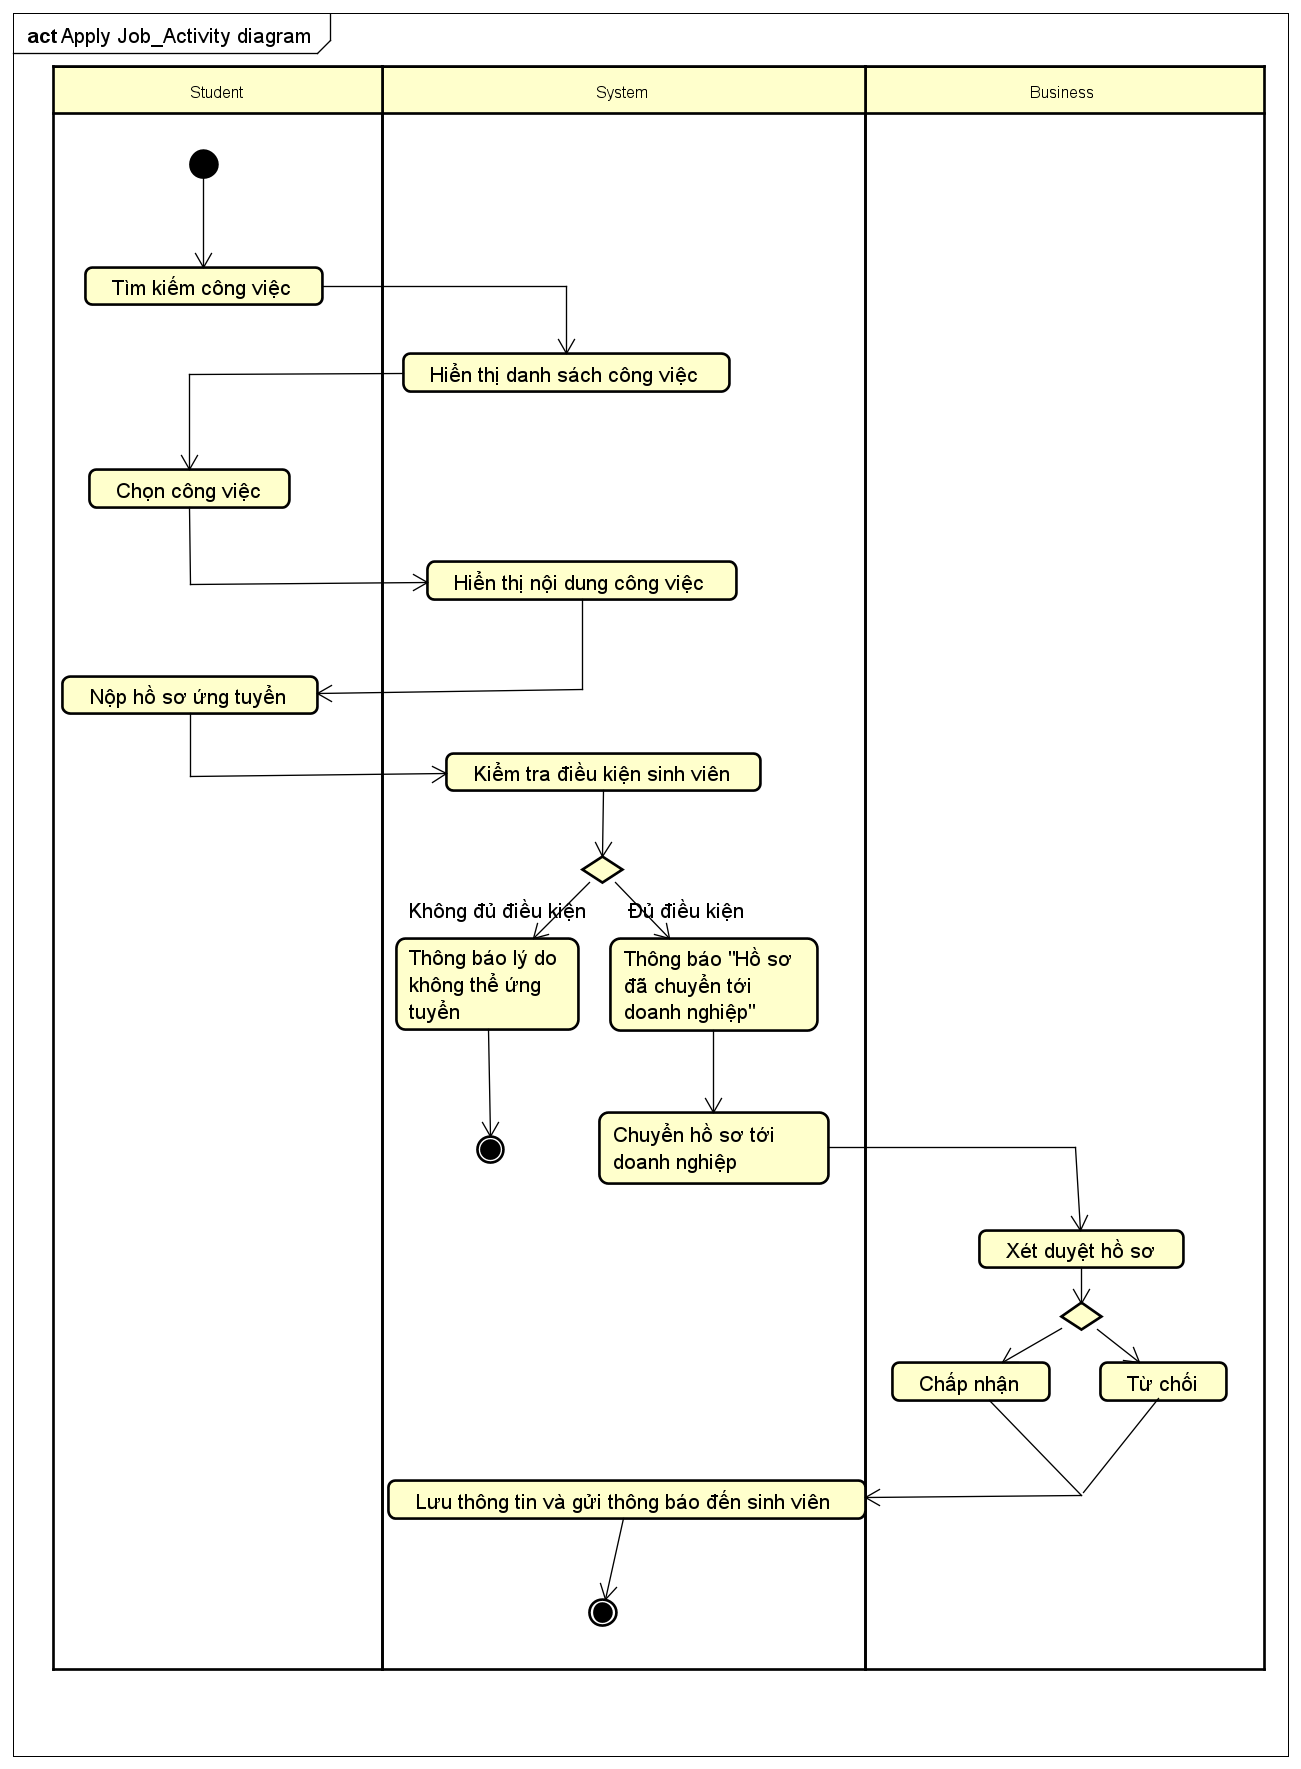 act Apply Job_Activity diagram
Student
System
Business
Tìm kiếm công việc
Hiển thị danh sách công việc
Chọn công việc
Hiển thị nội dung công việc
Nộp hồ sơ ứng tuyển
Kiểm tra điều kiện sinh viên
Không đủ điều kiện
Đủ điều kiện
Thông báo lý do
không thể ứng
tuyển
Thông báo "Hồ sơ
đã chuyển tới
doanh nghiệp"
Chuyển hồ sơ tới
doanh nghiệp
Xét duyệt hồ sơ
Chấp nhận
Từ chối
Lưu thông tin và gửi thông báo đến sinh viên